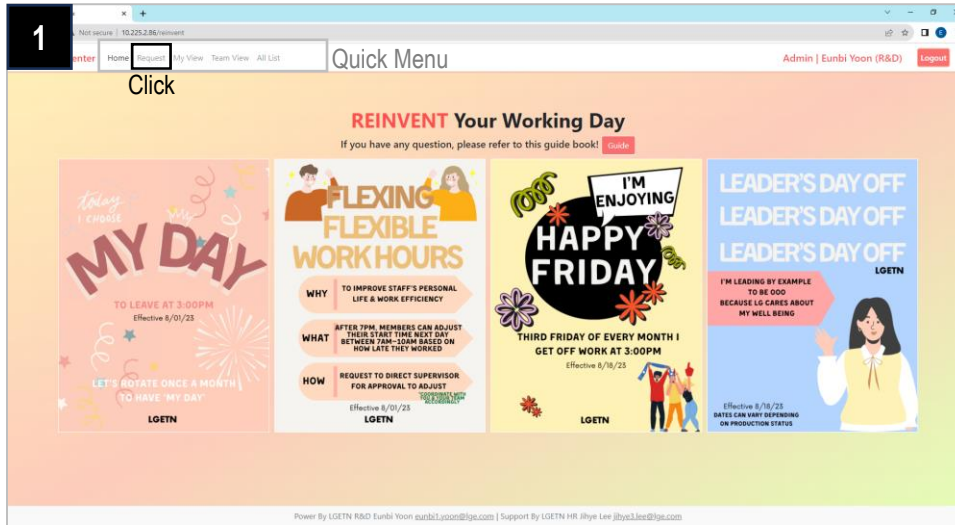 1
Not secure | 10.225.2.86/reinvent
enter Home Request My View Team View All List
Quick Menu
Admin | Eunbi Yoon (R&D) Logout
Click
REINVENT Your Working Day
If you have any question, please refer to this guide book! Guide
today
I CHOOSE
My
MY DAY
TO LEAVE AT 3:00PM
Effective 8/01/23
LET'S ROTATE ONCE A MONTH
TO HAVE 'MY DAY'
LGETN
FLEXING
FLEXIBLE
WORK HOURS
WHY
TO IMPROVE STAFF'S PERSONAL
LIFE & WORK EFFICIENCY
WHAT
AFTER 7PM, MEMBERS CAN ADJUST
THEIR START TIME NEXT DAY
BETWEEN 7AM~10AM BASED ON
HOW LATE THEY WORKED
HOW
REQUEST TO DIRECT SUPERVISOR
FOR APPROVAL TO ADJUST
*COORDINATE WITH
YOU & YOUR TEAM
ACCORDINGLY
Effective 8/01/23
LGETN
I'M
ENJOYING
HAPPY
FRIDAY
THIRD FRIDAY OF EVERY MONTH I
GET OFF WORK AT 3:00PM
Effective 8/18/23
LGETN
LEADER'S DAY OFF
LEADER'S DAY OFF
LEADER'S DAY OFF
LGETN
I'M LEADING BY EXAMPLE
TO BE OOO
BECAUSE LG CARES ABOUT
MY WELL BEING
Effective 8/18/23
DATES CAN VARY DEPENDING
ON PRODUCTION STATUS
Power By LGETN R&D Eunbi Yoon eunbi1.yoon@lge.com | Support By LGETN HR Jihye Lee jihye3.lee@lge.com